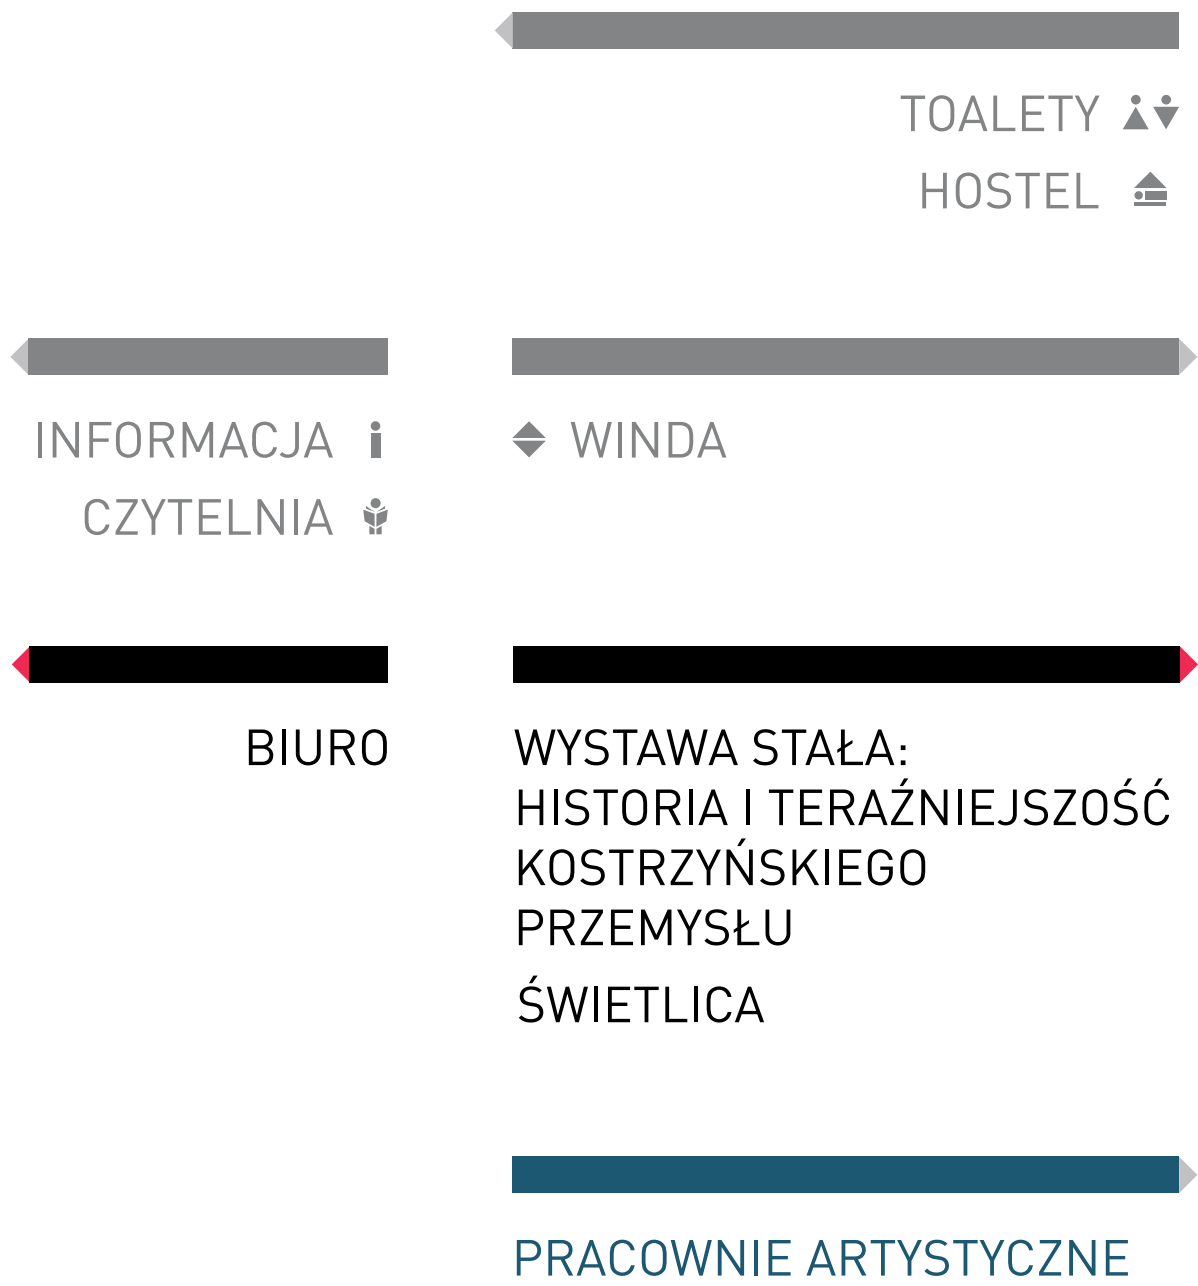 TOALETY
HOSTEL
INFORMACJA
CZYTELNIA
WINDA
BIURO
WYSTAWA STAŁA:
HISTORIA I TERAŹNIEJSZOŚĆ
KOSTRZYŃSKIEGO
PRZEMYSŁU
ŚWIETLICA
PRACOWNIE ARTYSTYCZNE